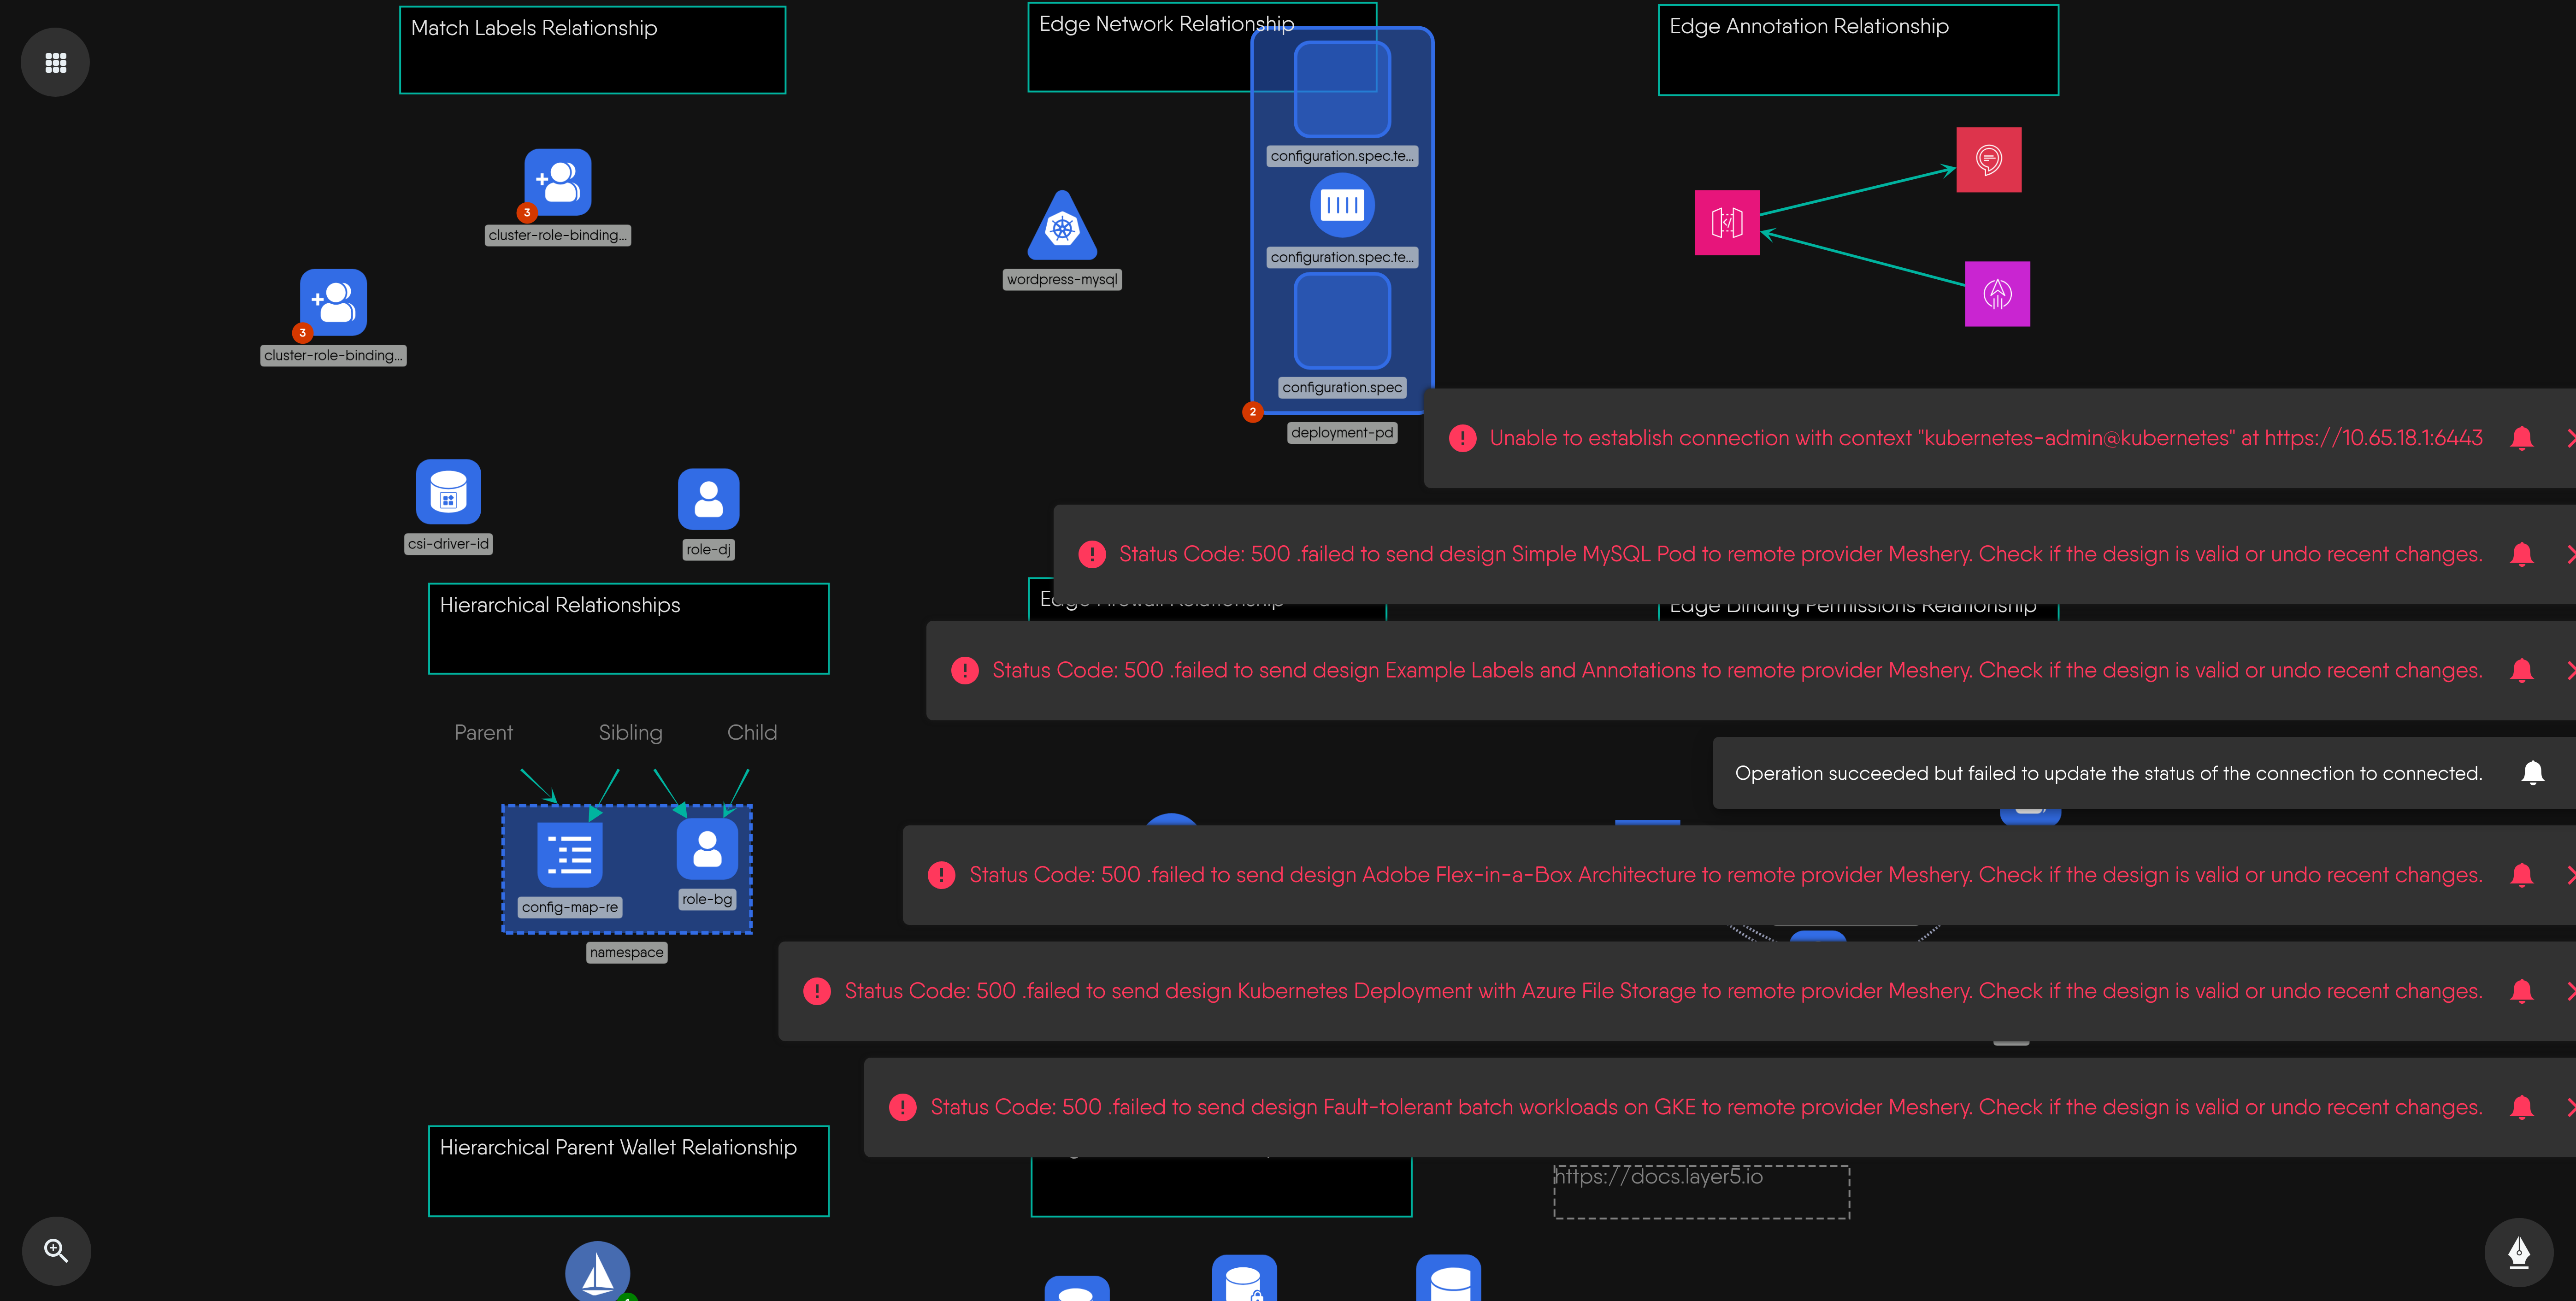 Match Labels Relationship
Edge Network Relationship
Edge Annotation Relationship
configuration.spec.te...
3
cluster-role-binding...
configuration.spec.te...
wordpress-mysql
3
cluster-role-binding...
configuration.spec
2
deployment-pd
Unable to establish connection with context "kubernetes-admin@kubernetes" at https://10.65.18.1:6443
csi-driver-id
role-dj
Status Code: 500 .failed to send design Simple MySQL Pod to remote provider Meshery. Check if the design is valid or undo recent changes.
Hierarchical Relationships
Edge Firewall Relationship
Edge Binding Permissions Relationship
Status Code: 500 .failed to send design Example Labels and Annotations to remote provider Meshery. Check if the design is valid or undo recent changes.
Parent
Sibling
Child
Operation succeeded but failed to update the status of the connection to connected.
config-map-re
role-bg
Status Code: 500 .failed to send design Adobe Flex-in-a-Box Architecture to remote provider Meshery. Check if the design is valid or undo recent changes.
namespace
Status Code: 500 .failed to send design Kubernetes Deployment with Azure File Storage to remote provider Meshery. Check if the design is valid or undo recent changes.
Status Code: 500 .failed to send design Fault-tolerant batch workloads on GKE to remote provider Meshery. Check if the design is valid or undo recent changes.
Hierarchical Parent Wallet Relationship
https://docs.layer5.io